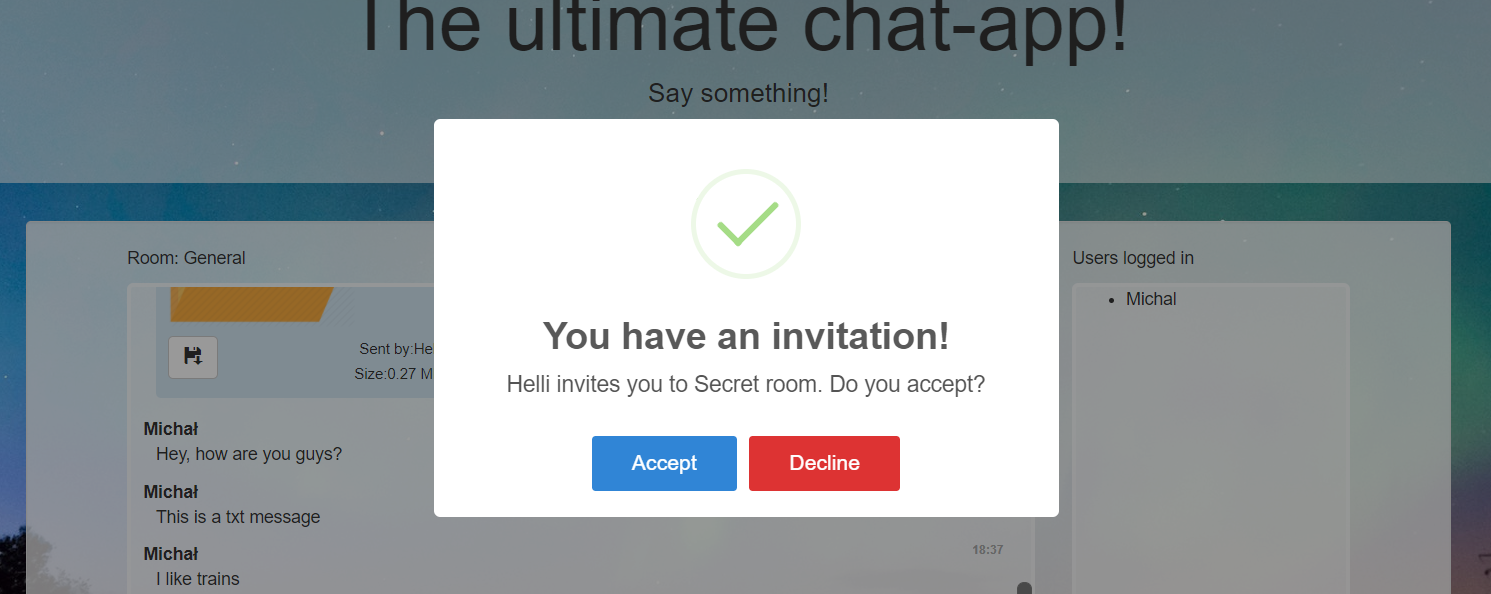 The ultimate chat-app!
Say something!
Room: General
Sent by:He
Size:0.27 M
Michał
Hey, how are you guys?
Michał
This is a txt message
Michał
18:37
I like trains
You have an invitation!
Helli invites you to Secret room. Do you accept?
Accept
Decline
Users logged in
Michal